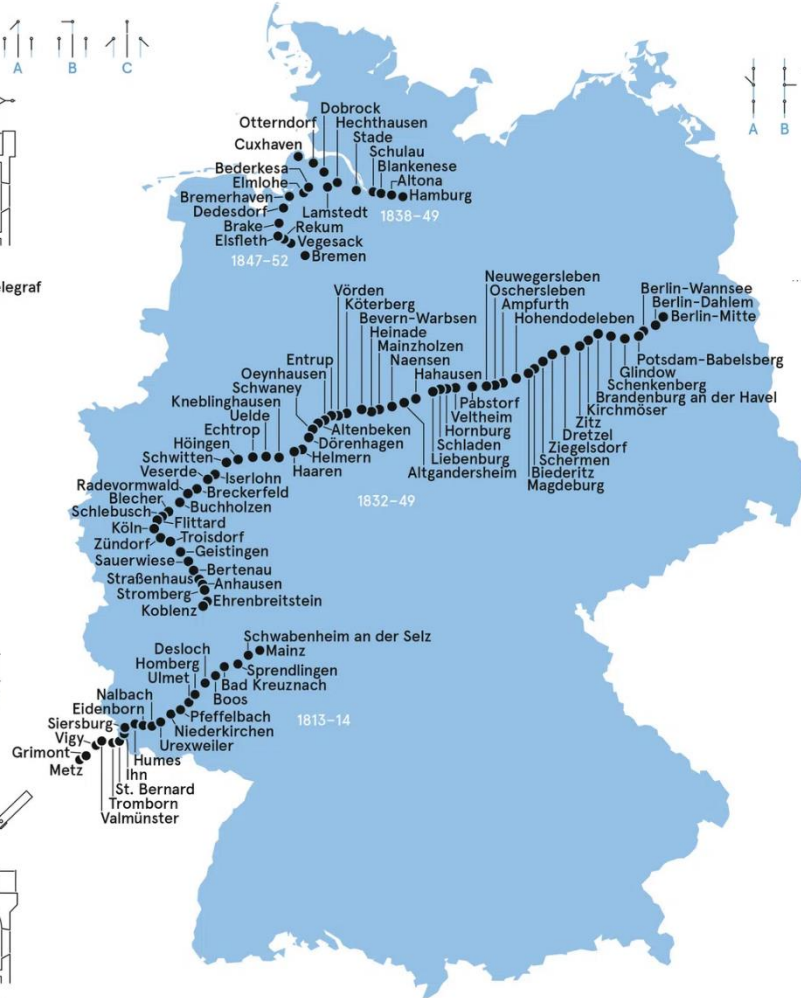 A
B
C
A
B
legraf
Dobrock
Otterndorf
Hechthausen
Stade
Cuxhaven
Schulau
Bederkesa
Blankenese
Elmlohe
Altona
Bremerhaven
Hamburg
Dedesdorf
Lamstedt
1838–49
Brake
Rekum
Elsfleth
Vegesack
1847–52
Bremen
Neuwegersleben
Vörden
Oschersleben
Berlin-Wannsee
Köterberg
Ampfurth
Berlin-Dahlem
Bevern-Warbsen
Hohendodeleben
Berlin-Mitte
Heinade
Mainzholzen
Entrup
Naensen
Potsdam-Babelsberg
Oeynhausen
Hahausen
Glindow
Schwaney
Schenkenberg
Kneblinghausen
Pabstorf
Brandenburg an der Havel
Uelde
Veltheim
Kirchmöser
Echtrop
Altenbeken
Hornburg
Zitz
Höingen
Dörenhagen
Schladen
Dretzel
Schwitten
Helmern
Liebenburg
Ziegelsdorf
Haaren
Altgandersheim
Schermen
Veserde
Iserlohn
Biederitz
Radevormwald
Breckerfeld
Magdeburg
Blecher
Buchholzen
1832–49
Schlebusch
Flittard
Köln
Troisdorf
Zündorf
Geistingen
Sauerwiese
Bertenau
Straßenhaus
Anhausen
Stromberg
Ehrenbreitstein
Koblenz
Schwabenheim an der Selz
Desloch
Mainz
Homberg
Sprendlingen
Ulmet
Bad Kreuznach
Nalbach
Boos
Eidenborn
Pfeffelbach
1813–14
Siersburg
Niederkirchen
Vigy
Urexweiler
Grimont
Humes
Metz
Ihn
St. Bernard
Tromborn
Valmünster